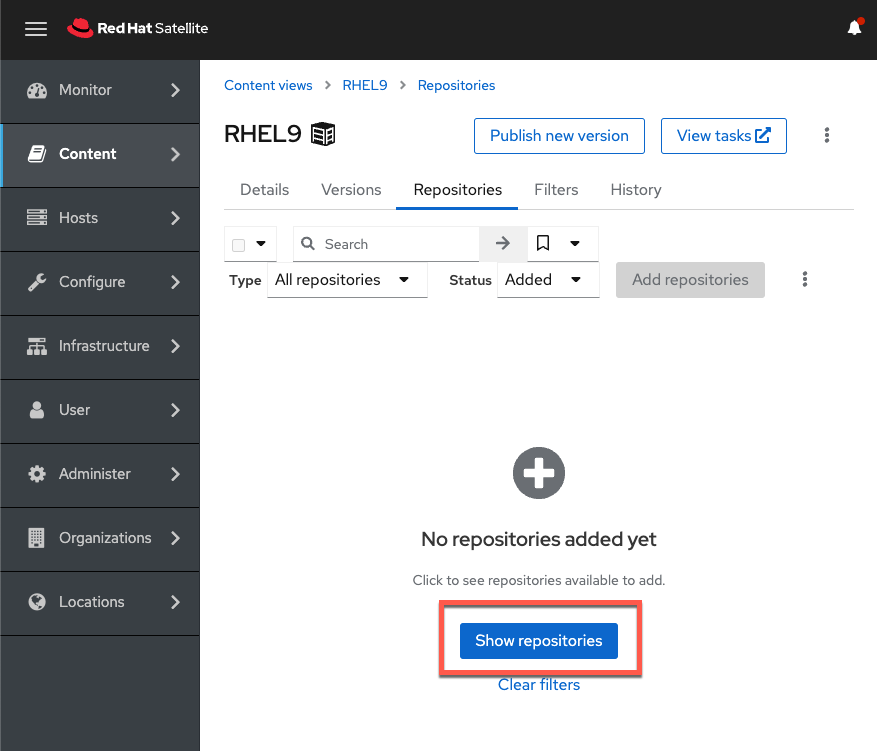 Red Hat Satellite
Monitor
Content
Hosts
Configure
Infrastructure
User
Administer
Organizations
Locations
Content views > RHEL9 > Repositories
RHEL9
Publish new version
View tasks
Details Versions Repositories Filters History
Search
Type All repositories Status Added Add repositories
No repositories added yet
Click to see repositories available to add.
Show repositories
Clear filters